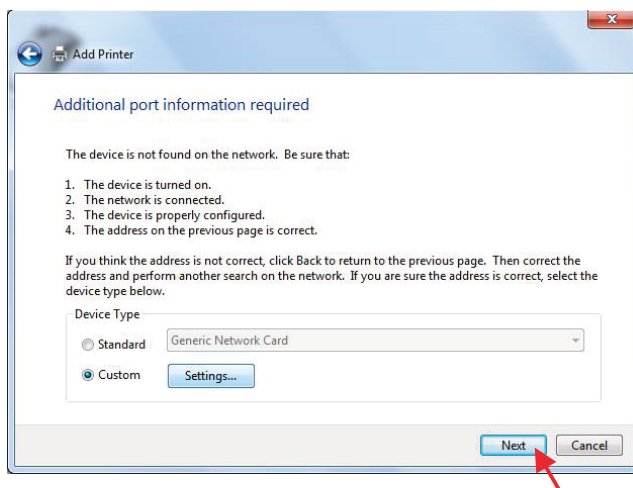 x
Add Printer
Additional port information required
The device is not found on the network. Be sure that:
1. The device is turned on.
2. The network is connected.
3. The device is properly configured.
4. The address on the previous page is correct.
If you think the address is not correct, click Back to return to the previous page. Then correct the
address and perform another search on the network. If you are sure the address is correct, select the
device type below.
Device Type
Standard Generic Network Card
Custom Settings...
Next Cancel